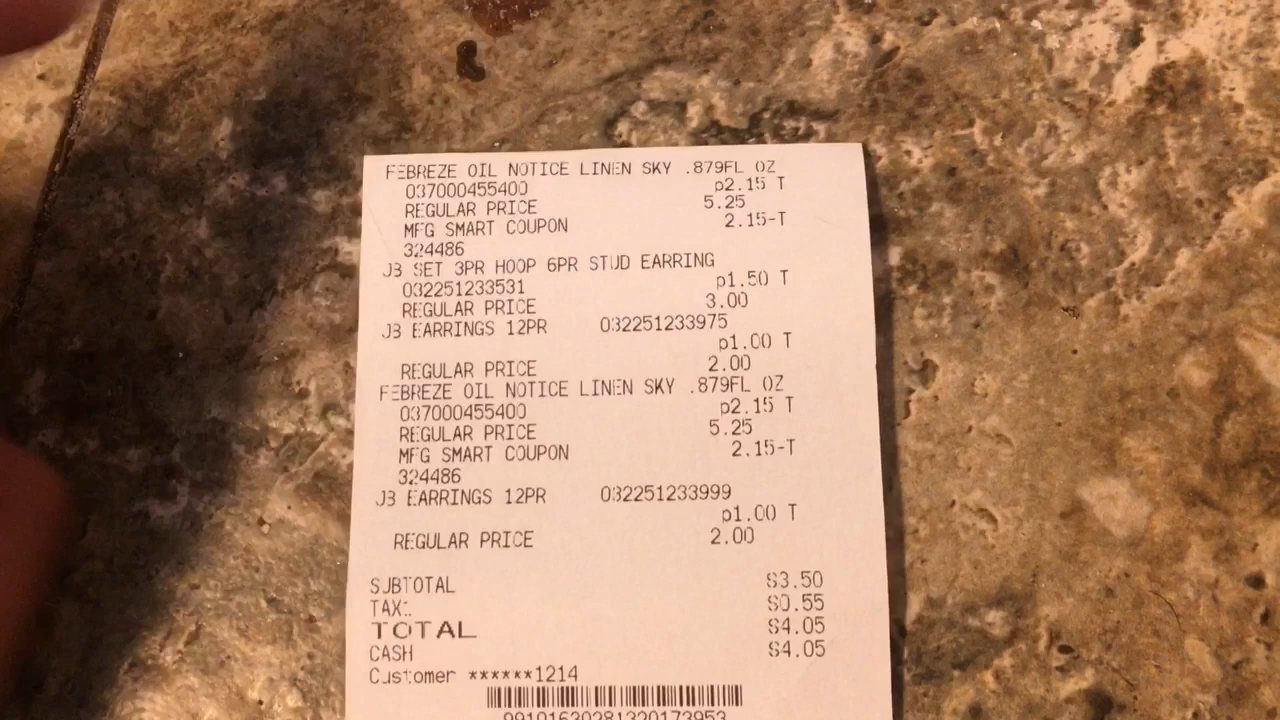 FEBREZE OIL NOTICE LINEN SKY .879FL OZ
037000455400 p2.15 T
REGULAR PRICE 5.25
MFG SMART COUPON 2.15-T
324486
JB SET 3PR HOOP 6PR STUD EARRING
032251233531 p1.50 T
REGULAR PRICE 3.00
JB EARRINGS 12PR 032251233975
p1.00 T
REGULAR PRICE 2.00
FEBREZE OIL NOTICE LINEN SKY .879FL OZ
037000455400 p2.15 T
REGULAR PRICE 5.25
MFG SMART COUPON 2.15-T
324486
JB EARRINGS 12PR 032251233999
p1.00 T
REGULAR PRICE 2.00
SUBTOTAL $3.50
TAX: $0.55
TOTAL $4.05
CASH $4.05
Customer ******1214